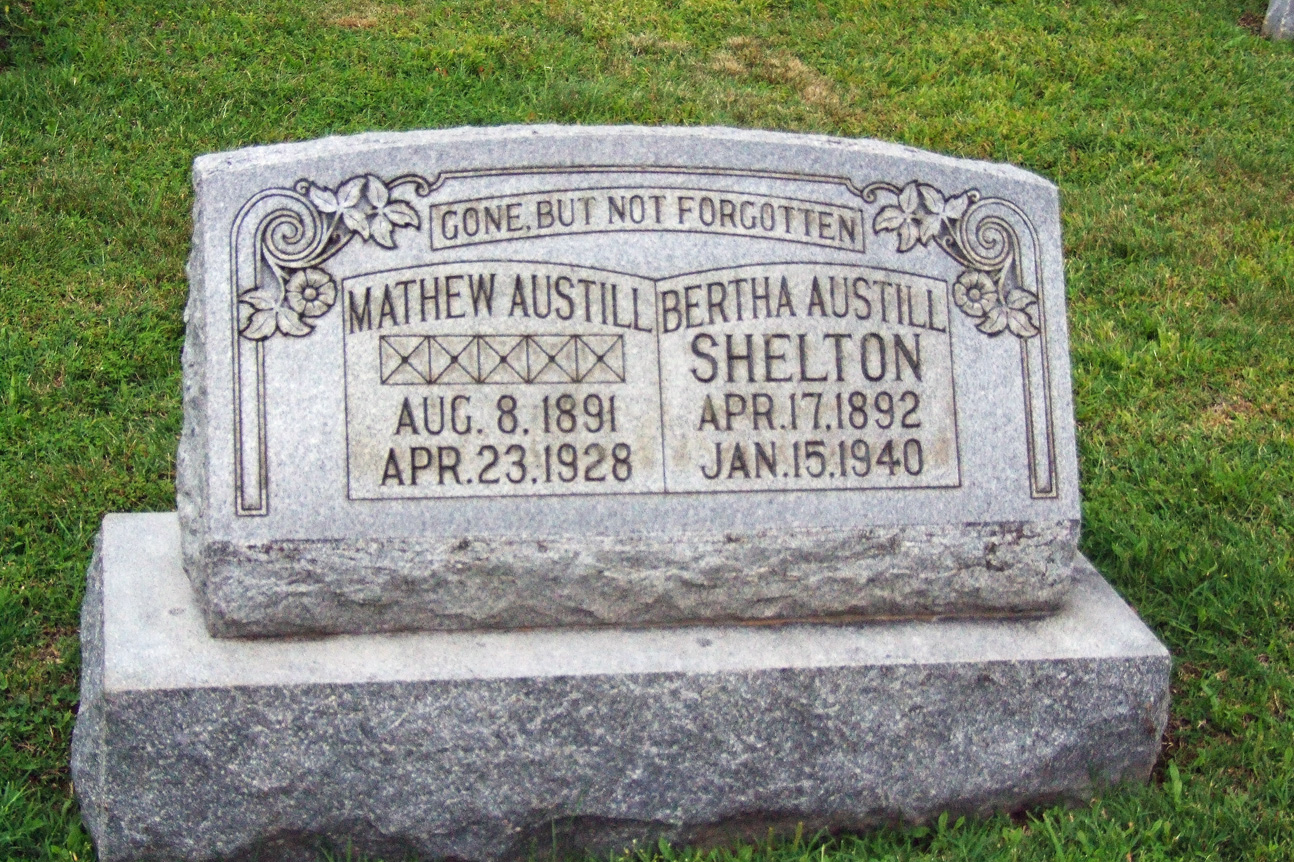 GONE, BUT NOT FORGOTTEN
MATHEW AUSTILL
AUG. 8. 1891
APR. 23. 1928
BERTHA AUSTILL
SHELTON
APR. 17. 1892
JAN. 15. 1940